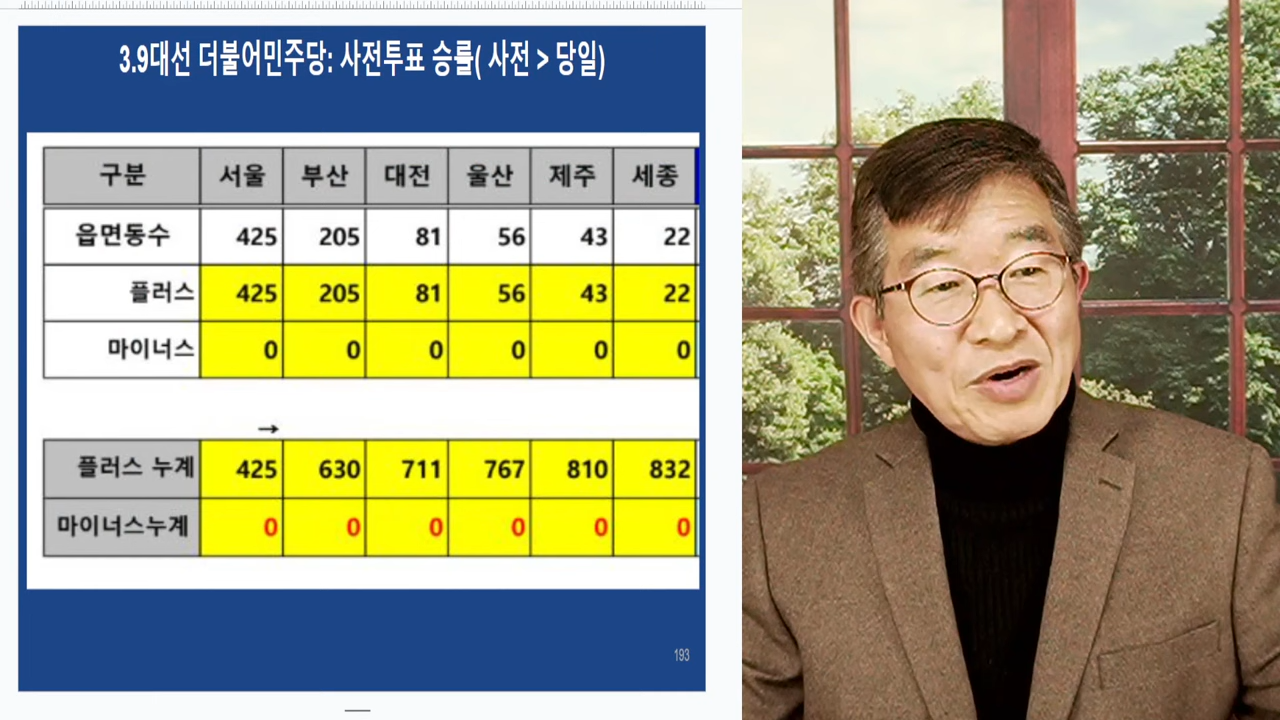 3.9대선 더불어민주당: 사전투표 승률( 사전 > 당일)
구분 서울 부산 대전 울산 제주 세종
읍면동수 425 205 81 56 43 22
플러스 425 205 81 56 43 22
마이너스 0 0 0 0 0 0
→
플러스 누계 425 630 711 767 810 832
마이너스누계 0 0 0 0 0 0
193